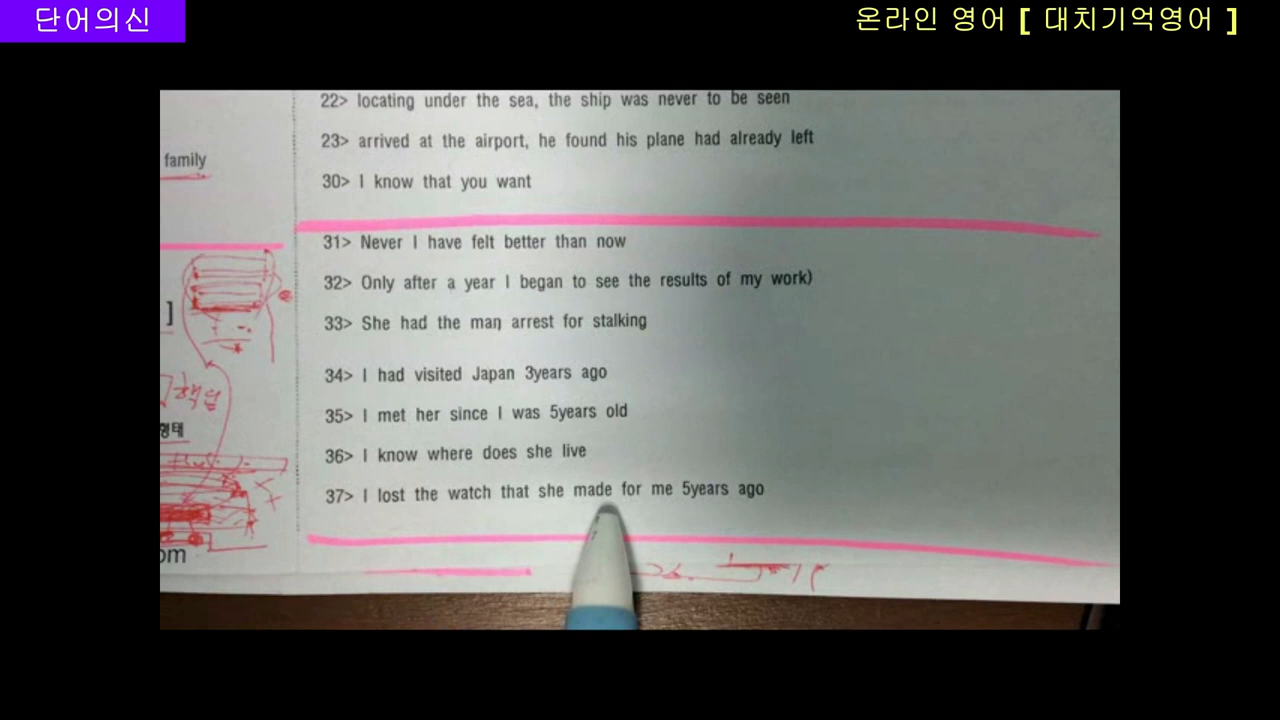 단어의신
온라인 영어 [ 대치기억영어 ]
22> locating under the sea, the ship was never to be seen
23> arrived at the airport, he found his plane had already left
family
30> I know that you want
31> Never I have felt better than now
32> Only after a year I began to see the results of my work)
]
33> She had the man arrest for stalking
34> I had visited Japan 3years ago
35> I met her since I was 5years old
형태
36> I know where does she live
37> I lost the watch that she made for me 5years ago
om